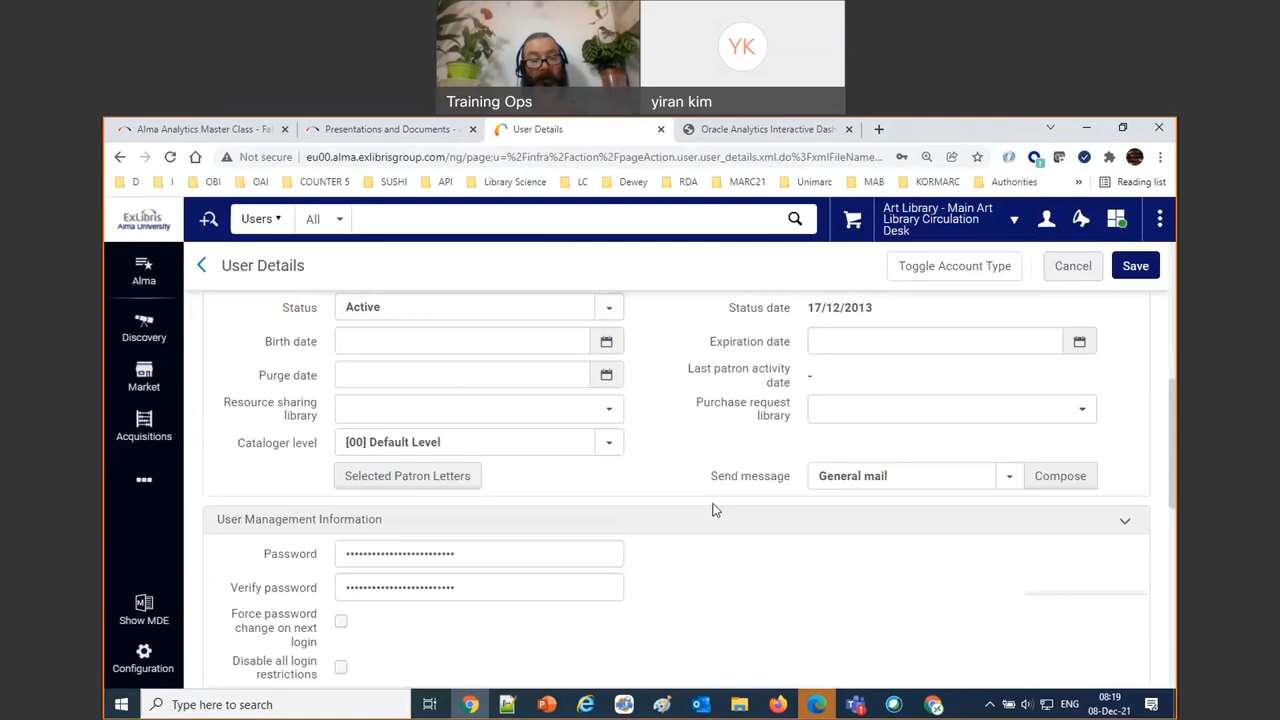 YK
Training Ops
yiran kim
Alma Analytics Master Class - Fa
Presentations and Documents -
User Details
Oracle Analytics Interactive Dash
Not secure
eu00.alma.exlibrisgroup.com/ng/page;u=%2Finfra%2Faction%2FpageAction.user.user_details.xml.do%3FxmlFileName...
D
I
OBI
OAI
COUNTER 5
SUSHI
API
Library Science
LC
Dewey
RDA
MARC21
Unimarc
MAB
KORMARC
Authorities
»
Reading list
ExLibris
Alma University
Users
All
Art Library - Main Art
Library Circulation
Desk
Alma
Discovery
Market
Acquisitions
Show MDE
Configuration
User Details
Toggle Account Type
Cancel
Save
Status
Active
Status date
17/12/2013
Birth date
Expiration date
Purge date
Last patron activity
date
-
Resource sharing
library
Purchase request
library
Cataloger level
[00] Default Level
Selected Patron Letters
Send message
General mail
Compose
User Management Information
Password
Verify password
Force password
change on next
login
Disable all login
restrictions
Type here to search
ENG
08:19
08-Dec-21